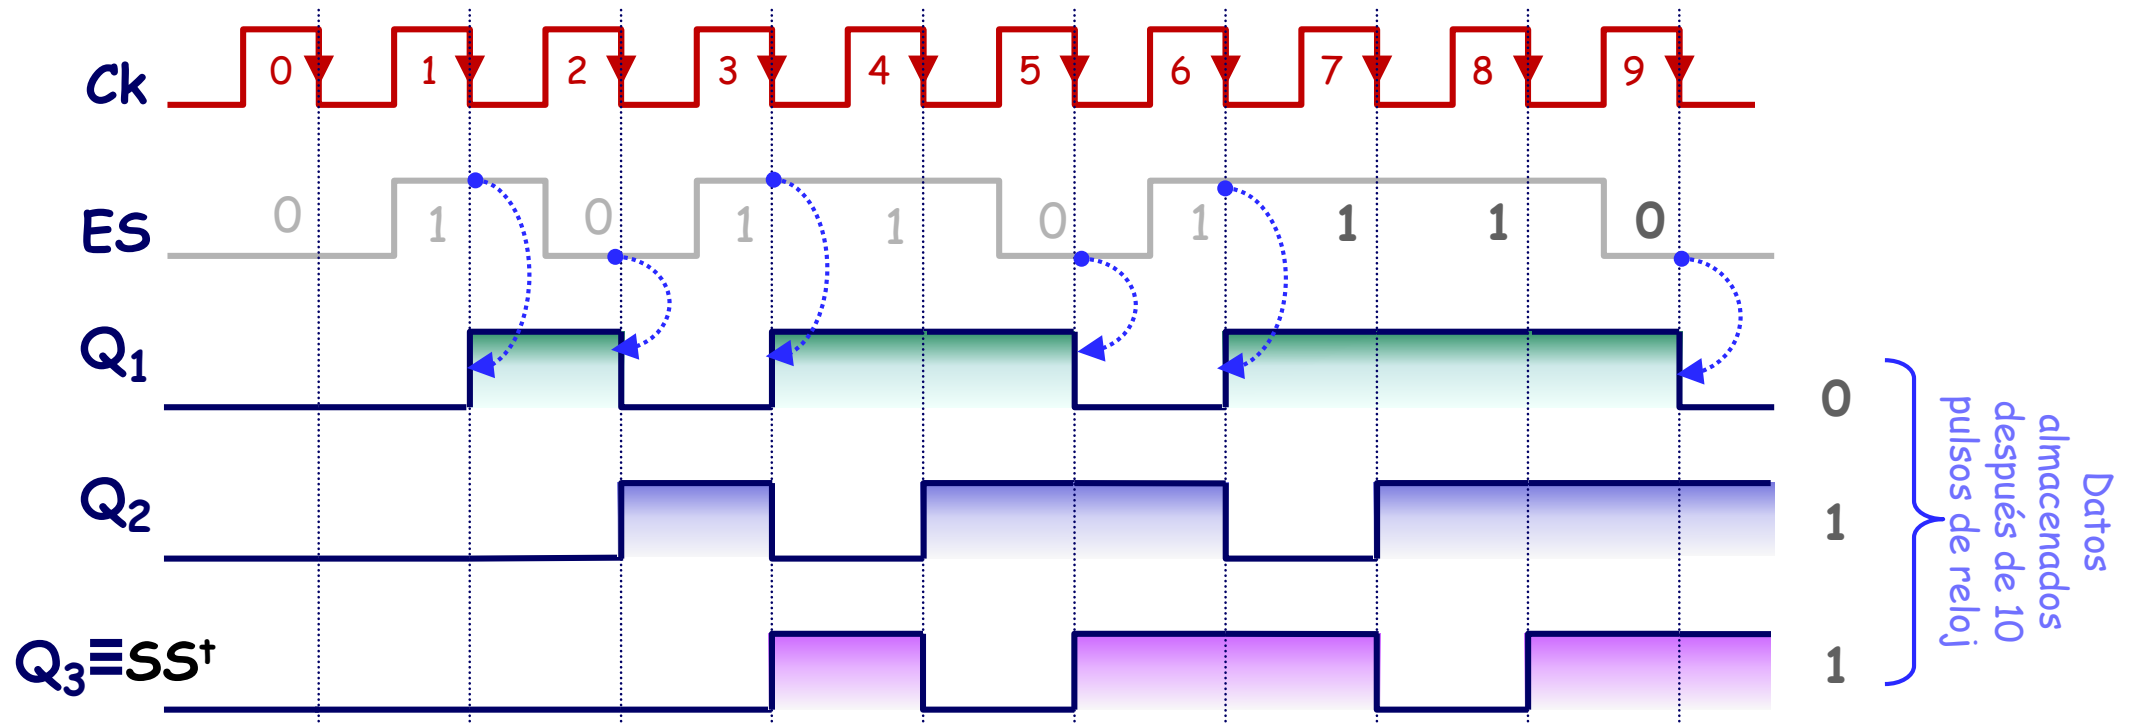 Ck 0 1 2 3 4 5 6 7 8 9
ES 0 1 0 1 1 0 1 1 1 0
Q1 0
Q2 1
Q3≡SS† 1
Datos
almacenados
después de 10
pulsos de reloj